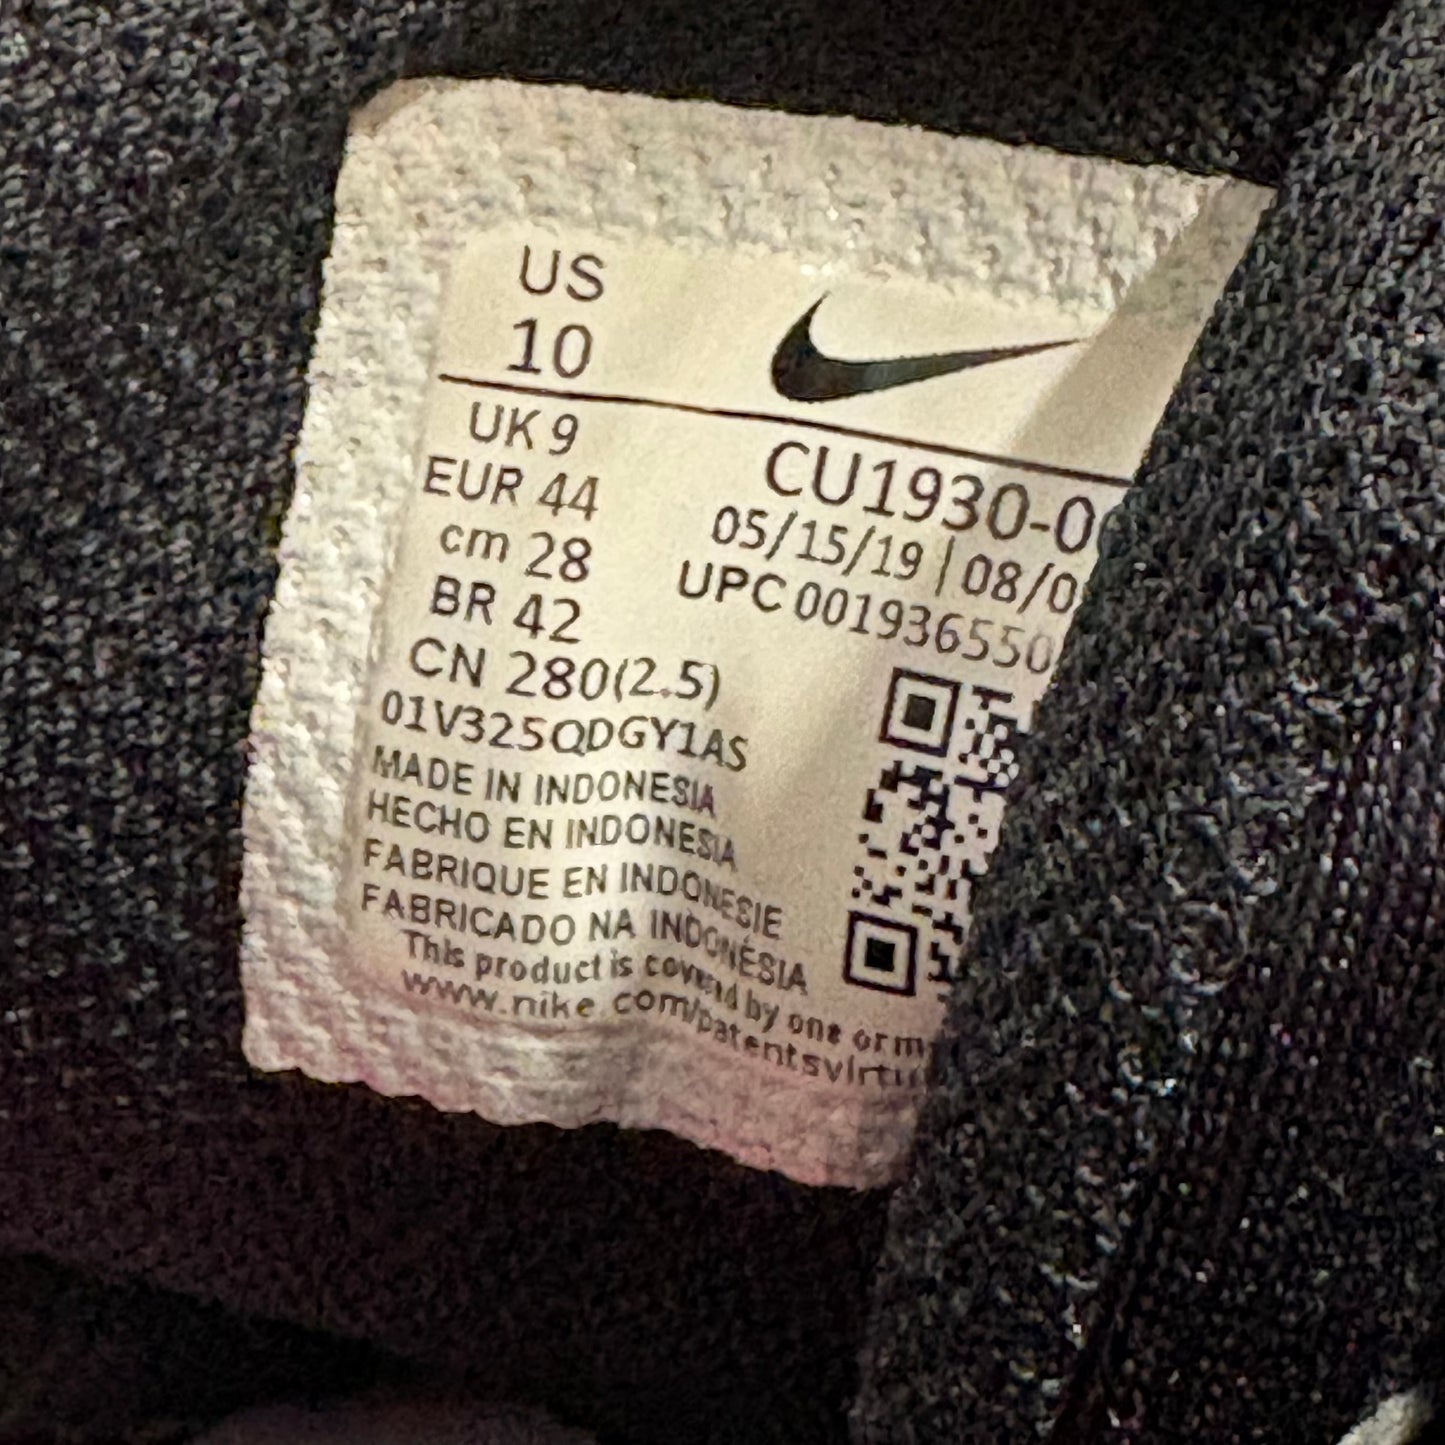 US
10
UK 9
EUR 44
cm 28
BR 42
CN 280(2.5)
01V325QDGY1AS
MADE IN INDONESIA
HECHO EN INDONESIA
FABRIQUE EN INDONESIE
FABRICADO NA INDONÉSIA
This product is covered by one or m
www.nike.com/patentsvirtu
CU1930-0
05/15/19 | 08/0
UPC 001936550